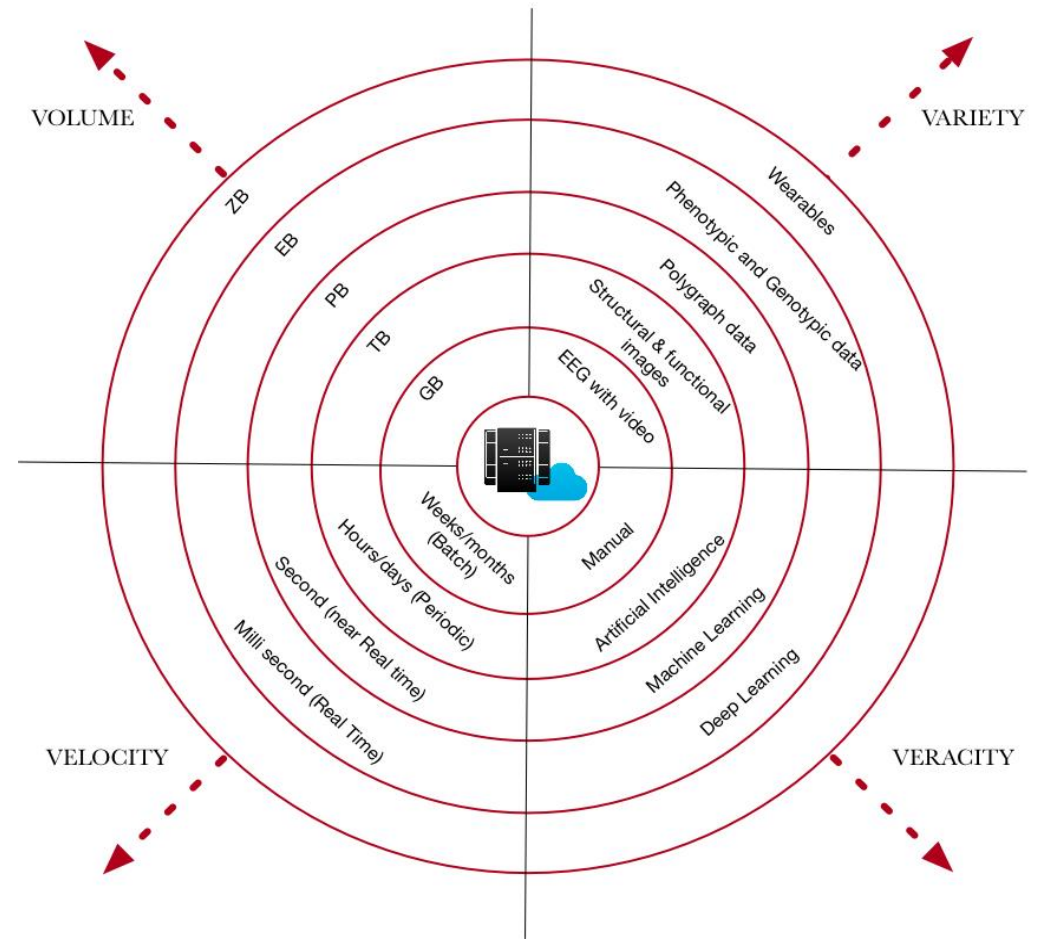 VOLUME
VARIETY
ZB
EB
PB
TB
GB
Wearables
Phenotypic and Genotypic data
Polygraph data
Structural & functional
images
EEG with video
Weeks/months
(Batch)
Hours/days (Periodic)
Second (near Real time)
Milli second (Real Time)
Manual
Artificial Intelligence
Machine Learning
Deep Learning
VELOCITY
VERACITY